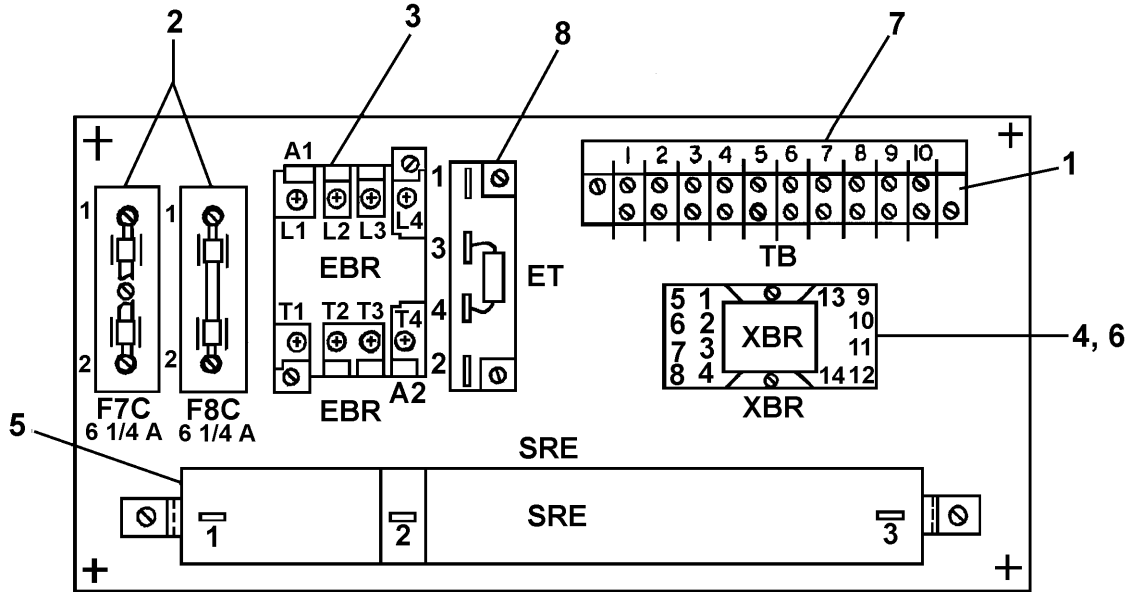 2
3
8
7
1
A1
L1 L2 L3 L4
EBR
T1 T2 T3 T4
A2
EBR
1
2
F7C
6 1/4 A
1
2
F8C
6 1/4 A
1
3
4
2
ET
1 2 3 4 5 6 7 8 9 10
TB
5 1 13 9
6 2 10
7 3 11
8 4 14 12
XBR
XBR
4, 6
5
SRE
SRE
1 2 3